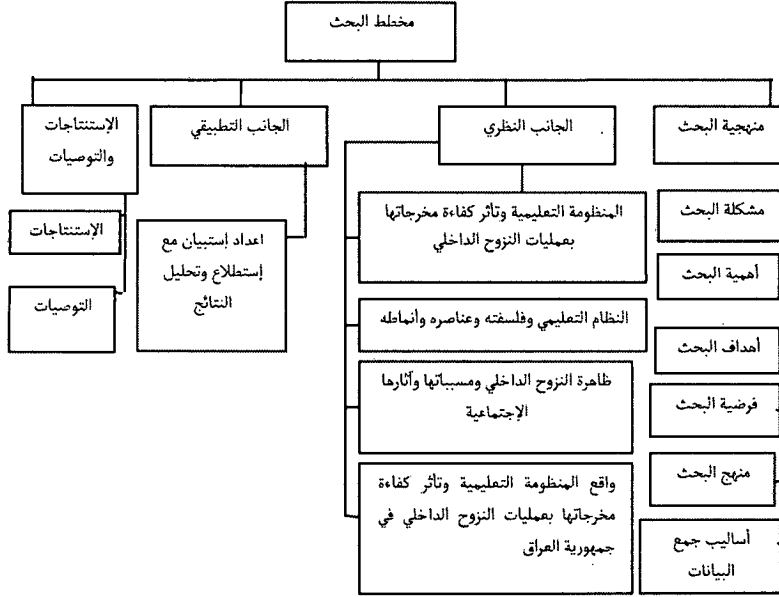 مخطط البحث
منهجية البحث
مشكلة البحث
أهمية البحث
أهداف البحث
فرضية البحث
منهج البحث
أساليب جمع
البيانات
الجانب النظري
المنظومة التعليمية وتأثر كفاءة مخرجاتها
بعمليات النزوح الداخلي
النظام التعليمي وفلسفته وعناصره وأنماطه
ظاهرة النزوح الداخلي ومسبباتها وآثارها
الإجتماعية
واقع المنظومة التعليمية وتأثر كفاءة
مخرجاتها بعمليات النزوح الداخلي في
جمهورية العراق
الجانب التطبيقي
اعداد إستبيان مع
إستطلاع وتحليل
النتائج
الإستنتاجات
والتوصيات
الإستنتاجات
التوصيات